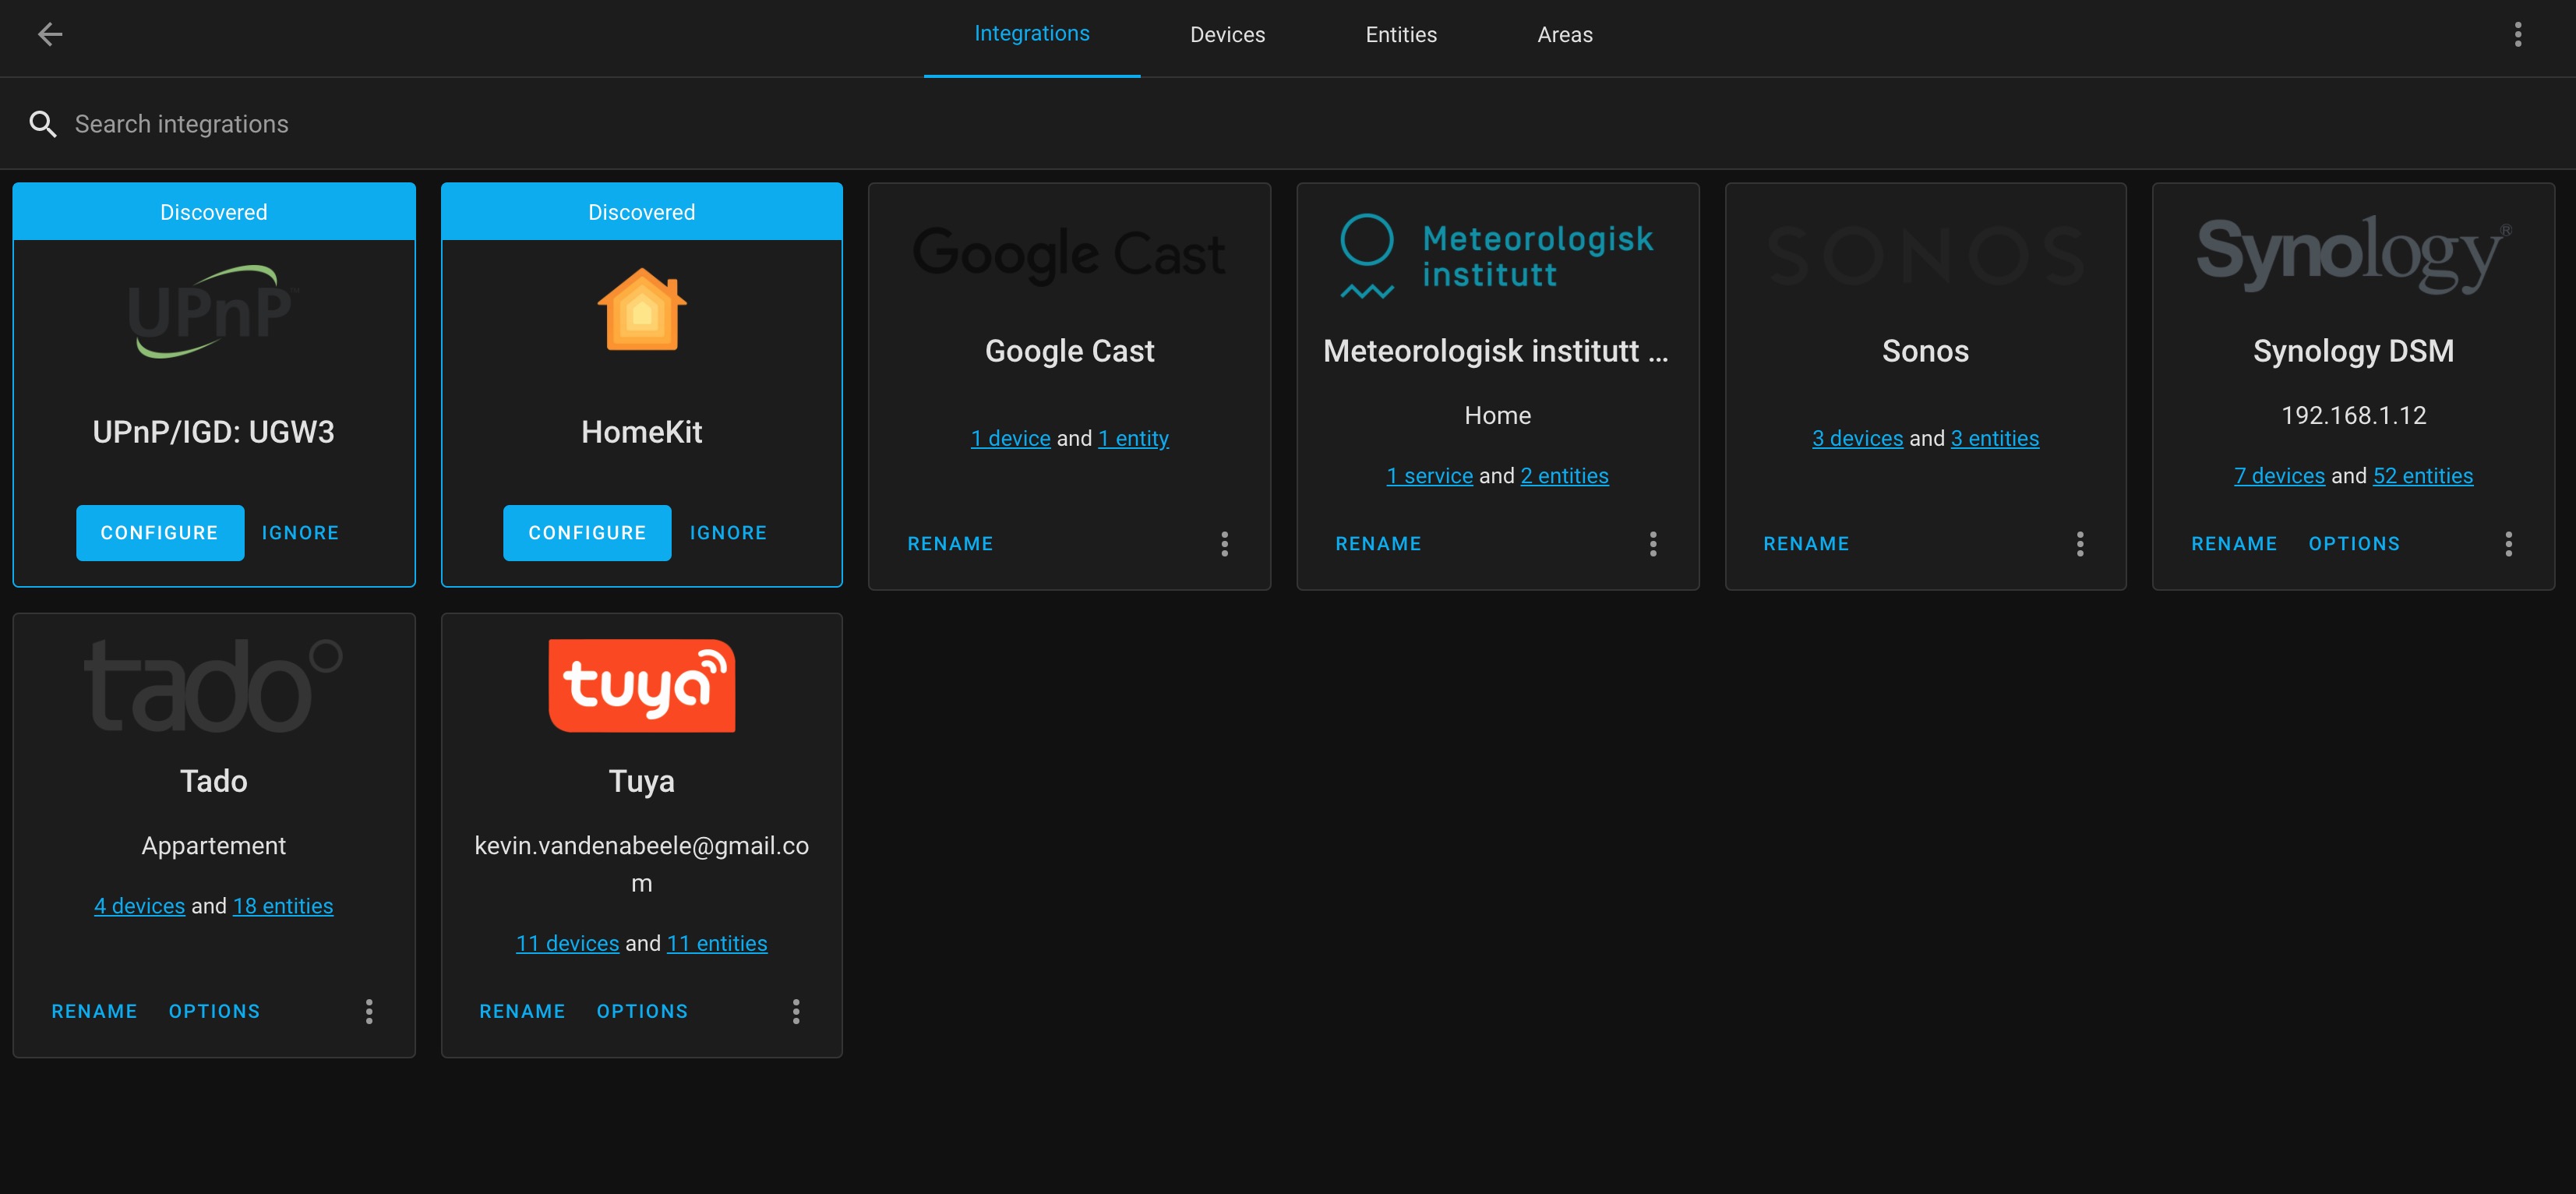 Integrations
Devices
Entities
Areas
Search integrations
Discovered
UPnP™
UPnP/IGD: UGW3
CONFIGURE
IGNORE
Discovered
HomeKit
CONFIGURE
IGNORE
Google Cast
Google Cast
1 device and 1 entity
RENAME
Meteorologisk
institutt
Meteorologisk institutt ...
Home
1 service and 2 entities
RENAME
SONOS
Sonos
3 devices and 3 entities
RENAME
Synology®
Synology DSM
192.168.1.12
7 devices and 52 entities
RENAME
OPTIONS
tado°
Tado
Appartement
4 devices and 18 entities
RENAME
OPTIONS
tuya
Tuya
kevin.vandenabeele@gmail.co
m
11 devices and 11 entities
RENAME
OPTIONS